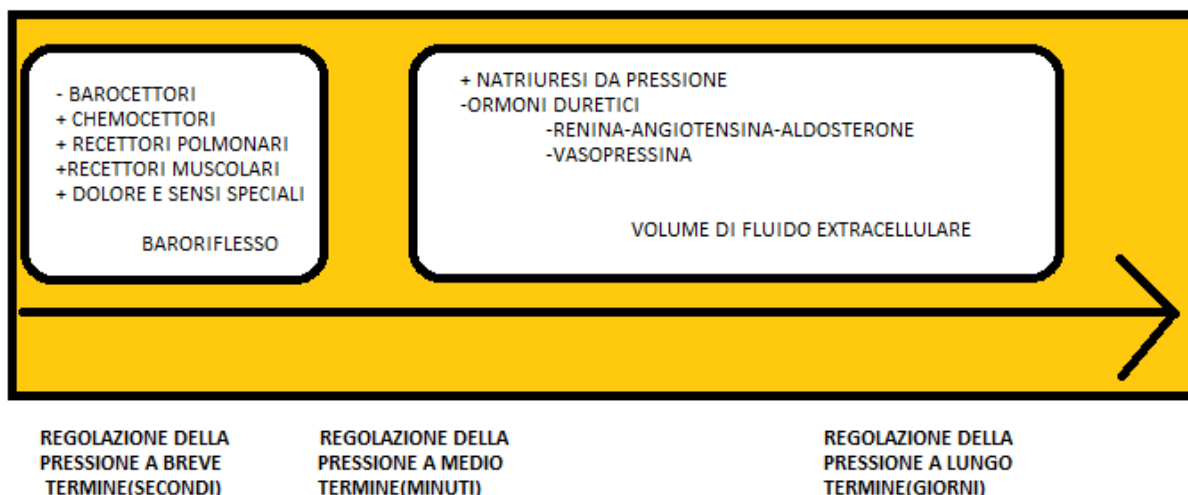 - BAROCETTORI
+ CHEMOCETTORI
+ RECETTORI POLMONARI
+RECETTORI MUSCOLARI
+ DOLORE E SENSI SPECIALI
BARORIFLESSO
+ NATRIURESI DA PRESSIONE
-ORMONI DURETICI
-RENINA-ANGIOTENSINA-ALDOSTERONE
-VASOPRESSINA
VOLUME DI FLUIDO EXTRACELLULARE
REGOLAZIONE DELLA
PRESSIONE A BREVE
TERMINE(SECONDI)
REGOLAZIONE DELLA
PRESSIONE A MEDIO
TERMINE(MINUTI)
REGOLAZIONE DELLA
PRESSIONE A LUNGO
TERMINE(GIORNI)